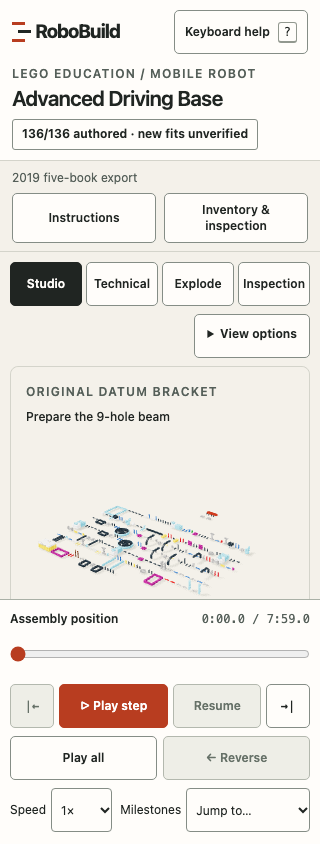 RoboBuild
Keyboard help ?
LEGO EDUCATION / MOBILE ROBOT
Advanced Driving Base
136/136 authored · new fits unverified
2019 five-book export
Instructions
Inventory &
inspection
Studio
Technical
Explode
Inspection
▶ View options
ORIGINAL DATUM BRACKET
Prepare the 9-hole beam
Assembly position
0:00.0 / 7:59.0
|←
▷ Play step
Resume
→|
Play all
← Reverse
Speed
1×
Milestones
Jump to...